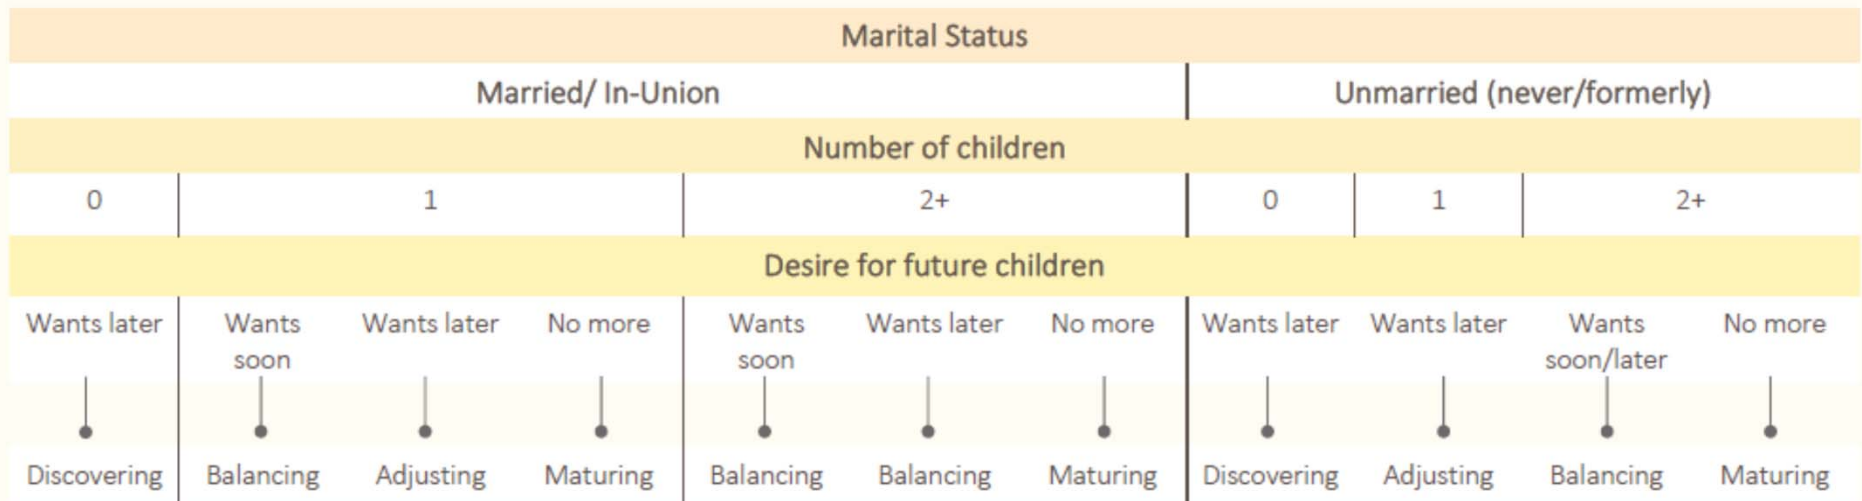 Marital Status
Married/ In-Union Unmarried (never/formerly)
Number of children
0 1 2+ 0 1 2+
Desire for future children
Wants later Wants Wants later No more Wants Wants later No more Wants later Wants later Wants No more
soon soon soon/later
Discovering Balancing Adjusting Maturing Balancing Balancing Maturing Discovering Adjusting Balancing Maturing